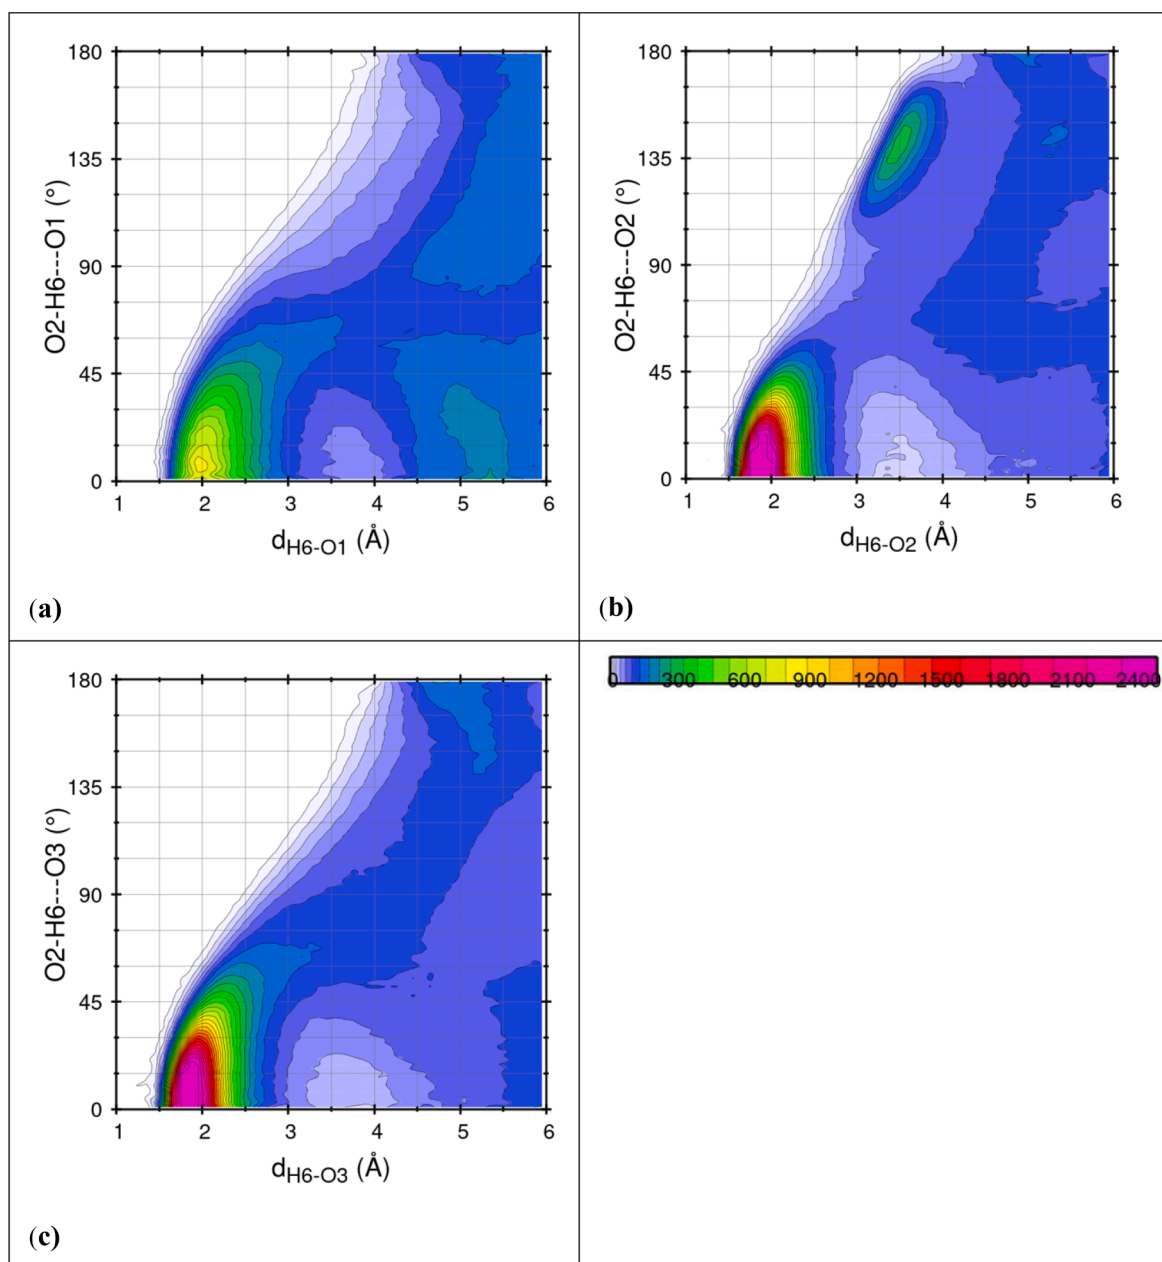 180
135
90
45
0
1 2 3 4 5 6
O2-H6---O1 (°)
dH6-O1 (Å)
(a)
180
135
90
45
0
1 2 3 4 5 6
O2-H6---O2 (°)
dH6-O2 (Å)
(b)
180
135
90
45
0
1 2 3 4 5 6
O2-H6---O3 (°)
dH6-O3 (Å)
(c)
0 300 600 900 1200 1500 1800 2100 2400